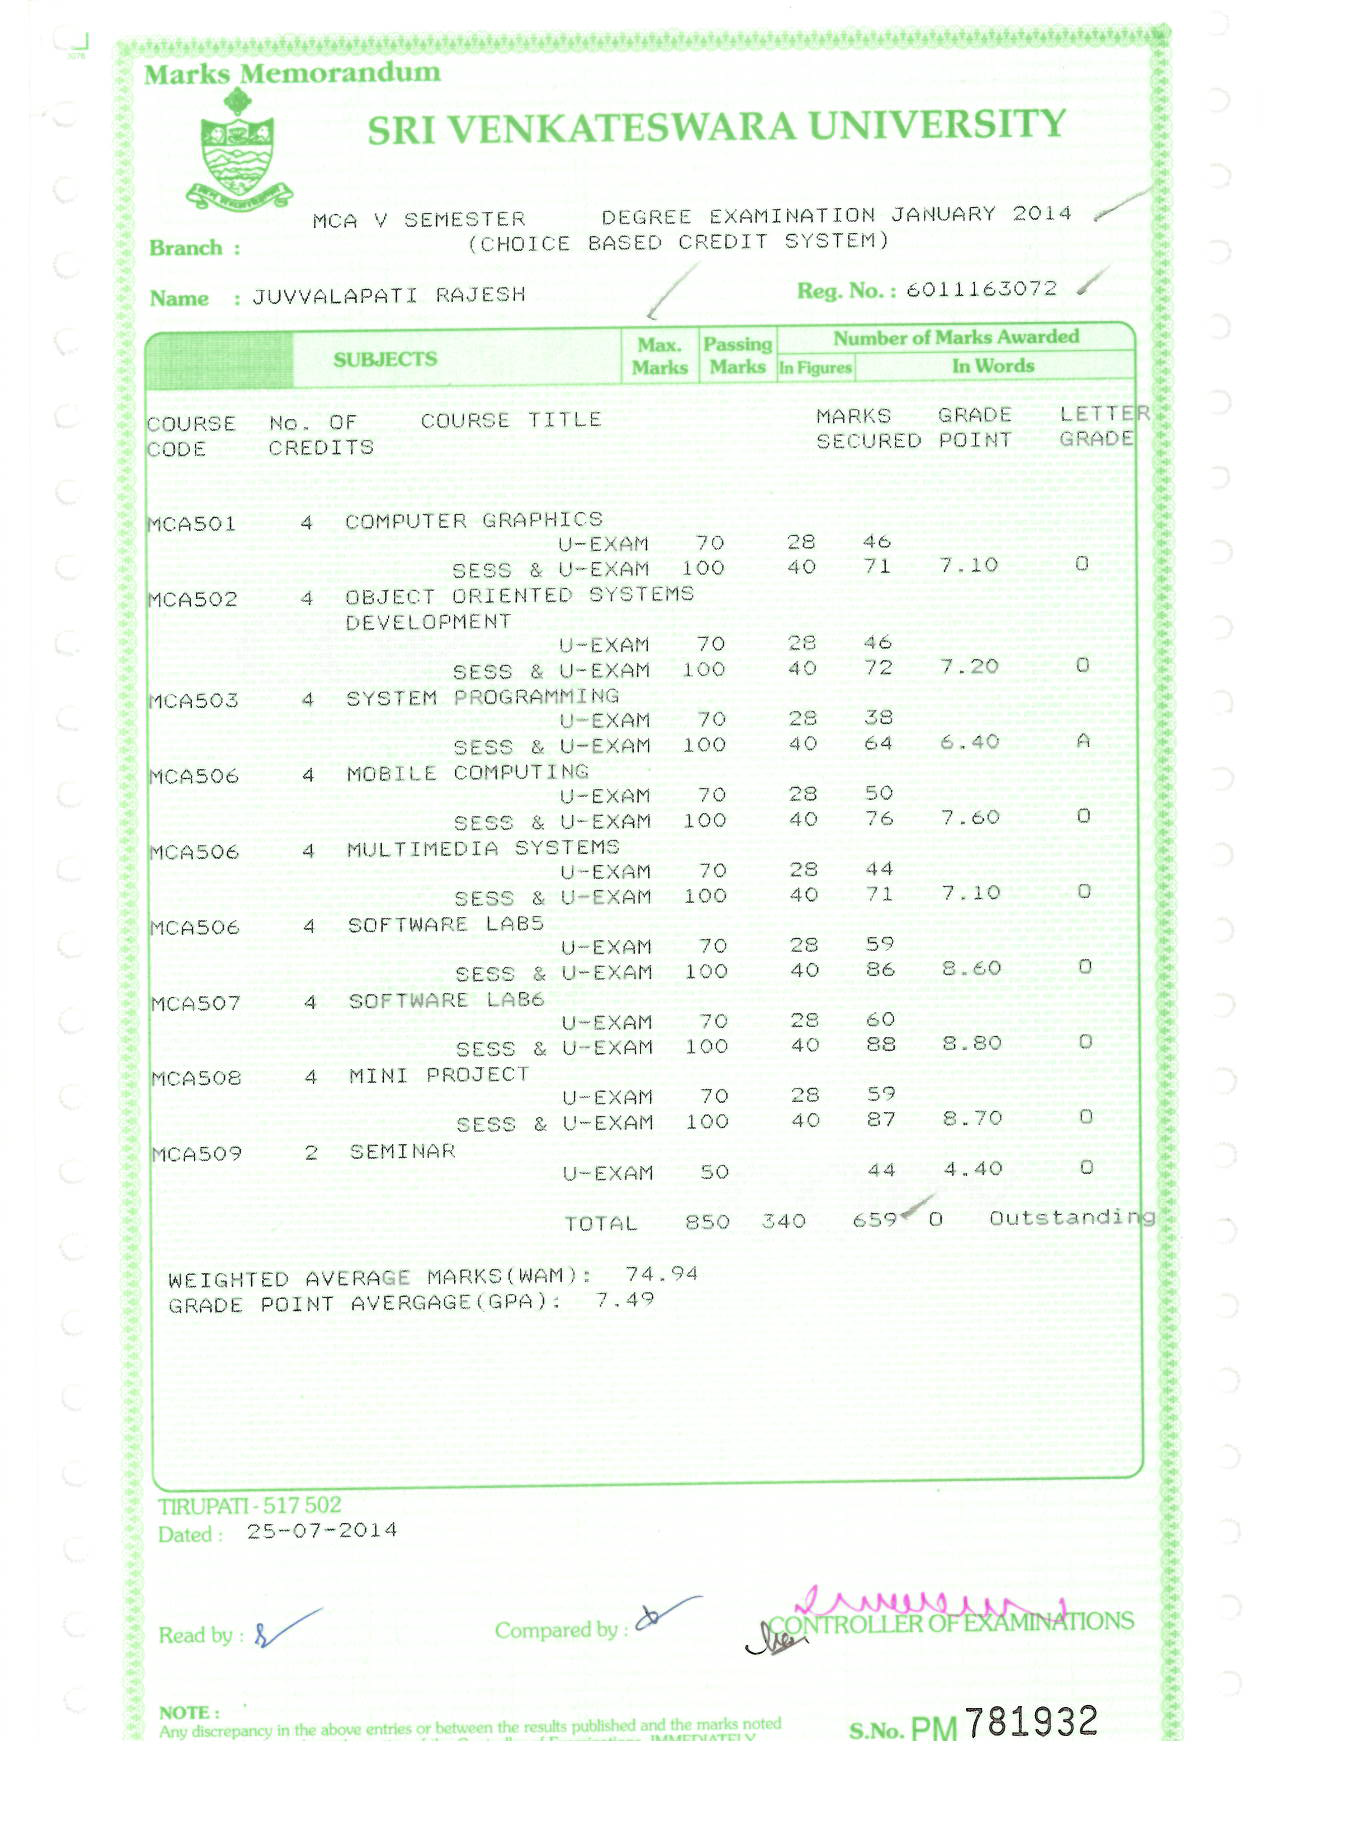 Marks Memorandum
SRI VENKATESWARA UNIVERSITY
MCA V SEMESTER DEGREE EXAMINATION JANUARY 2014
Branch : (CHOICE BASED CREDIT SYSTEM)
Name : JUVVALAPATI RAJESH Reg. No. : 6011163072
SUBJECTS Max. Marks Passing Marks Number of Marks Awarded
In Figures In Words
COURSE No. OF COURSE TITLE MARKS GRADE LETTER
CODE CREDITS SECURED POINT GRADE
MCA501 4 COMPUTER GRAPHICS
U-EXAM 70 28 46
SESS & U-EXAM 100 40 71 7.10 O
MCA502 4 OBJECT ORIENTED SYSTEMS
DEVELOPMENT
U-EXAM 70 28 46
SESS & U-EXAM 100 40 72 7.20 O
MCA503 4 SYSTEM PROGRAMMING
U-EXAM 70 28 38
SESS & U-EXAM 100 40 64 6.40 A
MCA506 4 MOBILE COMPUTING
U-EXAM 70 28 50
SESS & U-EXAM 100 40 76 7.60 O
MCA506 4 MULTIMEDIA SYSTEMS
U-EXAM 70 28 44
SESS & U-EXAM 100 40 71 7.10 O
MCA506 4 SOFTWARE LAB5
U-EXAM 70 28 59
SESS & U-EXAM 100 40 86 8.60 O
MCA507 4 SOFTWARE LAB6
U-EXAM 70 28 60
SESS & U-EXAM 100 40 88 8.80 O
MCA508 4 MINI PROJECT
U-EXAM 70 28 59
SESS & U-EXAM 100 40 87 8.70 O
MCA509 2 SEMINAR
U-EXAM 50 44 4.40 O
TOTAL 850 340 659 O Outstanding
WEIGHTED AVERAGE MARKS(WAM): 74.94
GRADE POINT AVERGAGE(GPA): 7.49
TIRUPATI - 517 502
Dated : 25-07-2014
Read by : Compared by : CONTROLLER OF EXAMINATIONS
NOTE :
Any discrepancy in the above entries or between the results published and the marks noted
S.No. PM 781932